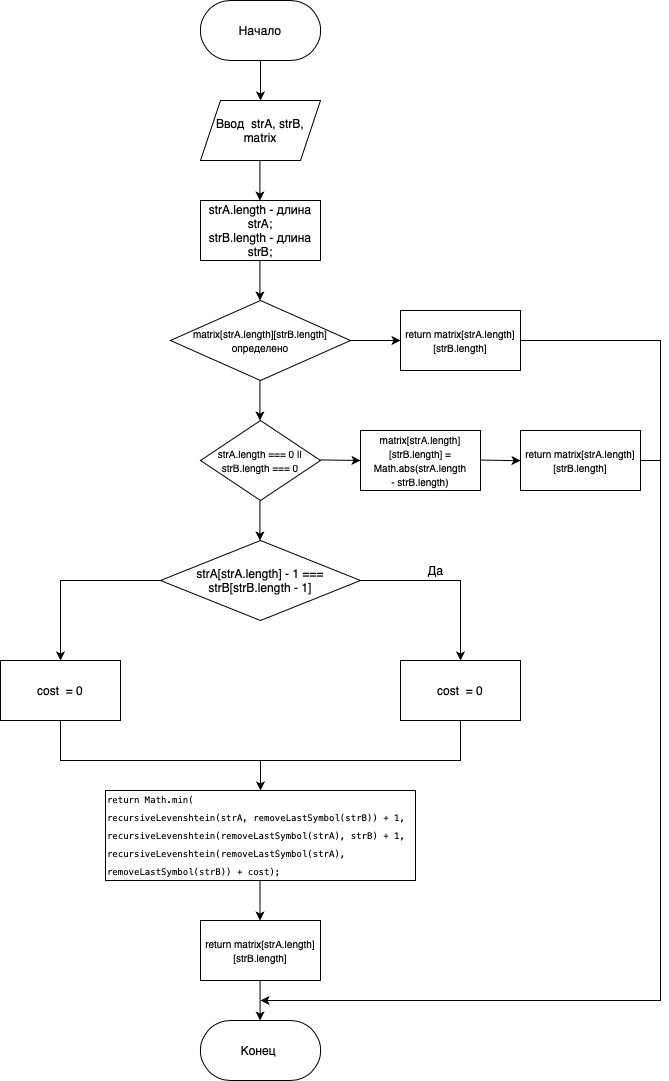 Начало
Ввод strA, strB,
matrix
strA.length - длина
strA;
strB.length - длина
strB;
matrix[strA.length][strB.length]
определено
return matrix[strA.length]
[strB.length]
strA.length === 0 ||
strB.length === 0
matrix[strA.length]
[strB.length] =
Math.abs(strA.length
- strB.length)
return matrix[strA.length]
[strB.length]
strA[strA.length] - 1 ===
strB[strB.length - 1]
Да
cost = 0
cost = 0
return Math.min(
recursiveLevenshtein(strA, removeLastSymbol(strB)) + 1,
recursiveLevenshtein(removeLastSymbol(strA), strB) + 1,
recursiveLevenshtein(removeLastSymbol(strA),
removeLastSymbol(strB)) + cost);
return matrix[strA.length]
[strB.length]
Конец